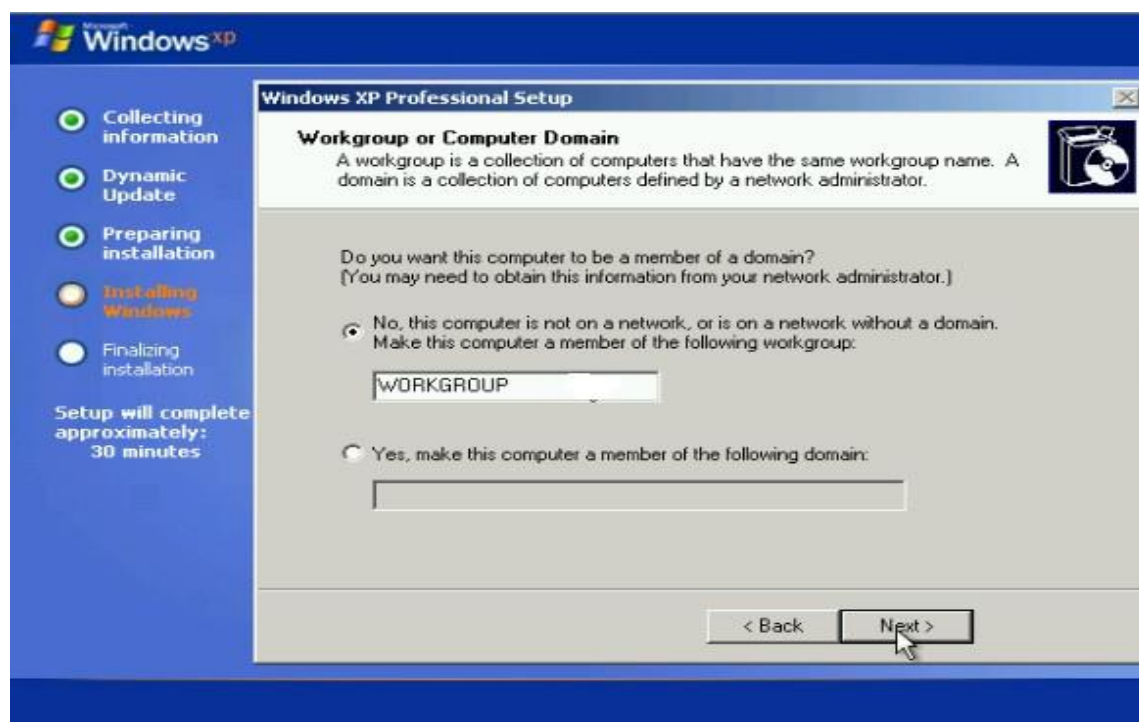 Microsoft
Windows xp
Collecting
information
Dynamic
Update
Preparing
installation
Installing
Windows
Finalizing
installation
Setup will complete
approximately:
30 minutes
Windows XP Professional Setup
Workgroup or Computer Domain
A workgroup is a collection of computers that have the same workgroup name. A
domain is a collection of computers defined by a network administrator.
Do you want this computer to be a member of a domain?
(You may need to obtain this information from your network administrator.)
No, this computer is not on a network, or is on a network without a domain.
Make this computer a member of the following workgroup:
WORKGROUP
Yes, make this computer a member of the following domain:
< Back
Next >